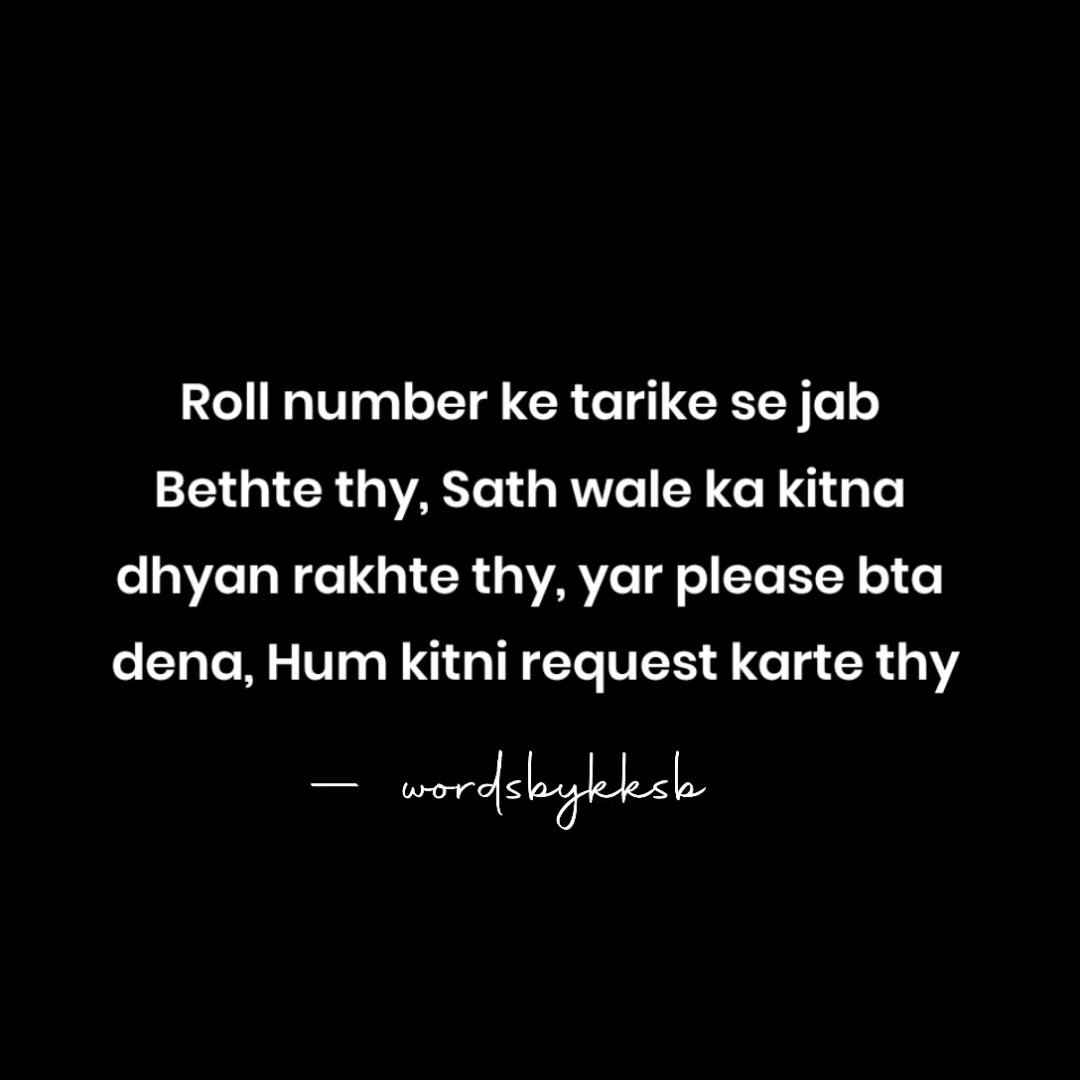 Roll number ke tarike se jab
Bethte thy, Sath wale ka kitna
dhyan rakhte thy, yar please bta
dena, Hum kitni request karte thy
— wordsbykksb